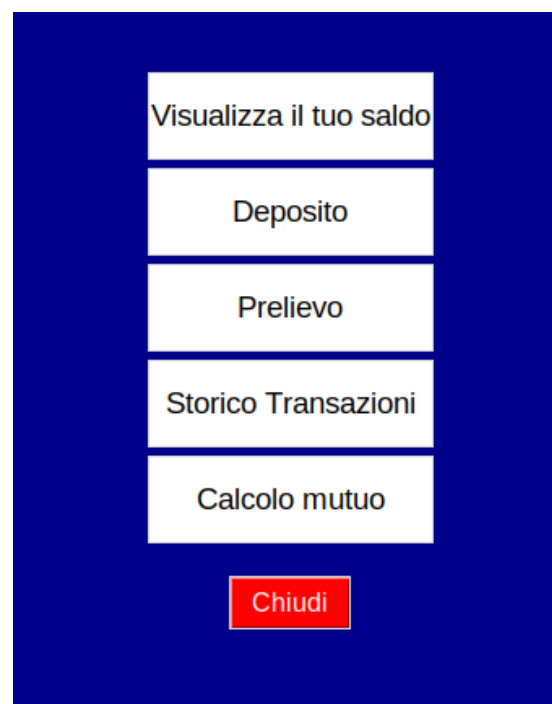 Visualizza il tuo saldo
Deposito
Prelievo
Storico Transazioni
Calcolo mutuo
Chiudi